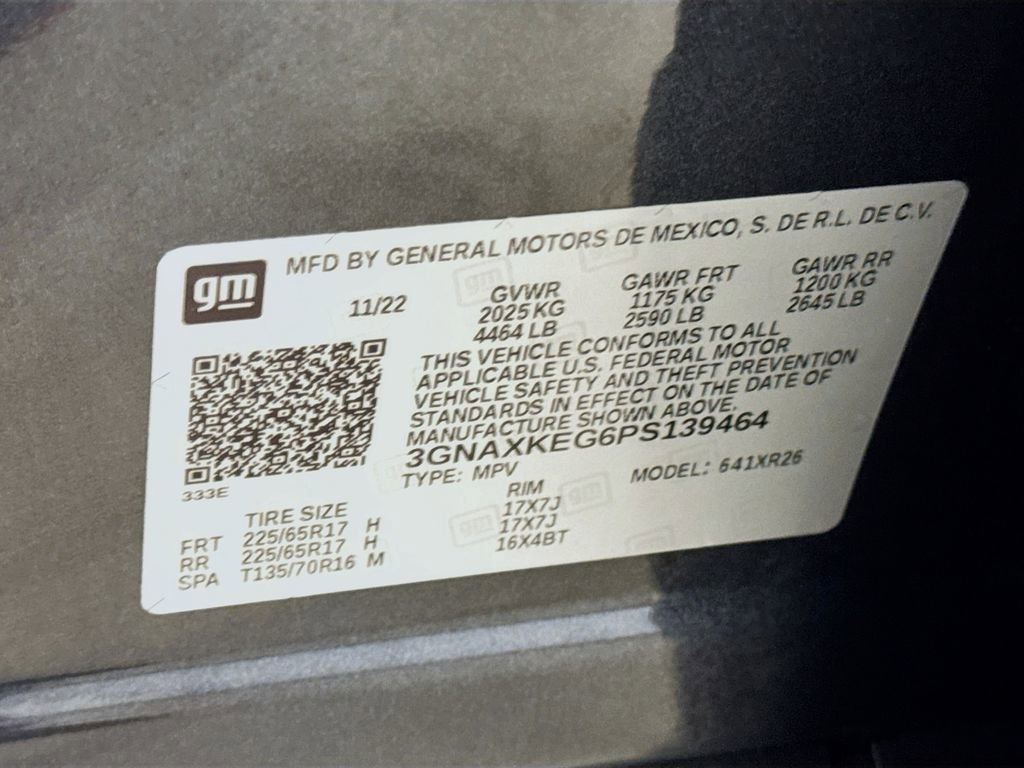 gm MFD BY GENERAL MOTORS DE MEXICO, S. DE R.L. DE C.V.
11/22
GVWR GAWR FRT GAWR RR
2025 KG 1175 KG 1200 KG
4464 LB 2590 LB 2645 LB
THIS VEHICLE CONFORMS TO ALL
APPLICABLE U.S. FEDERAL MOTOR
VEHICLE SAFETY AND THEFT PREVENTION
STANDARDS IN EFFECT ON THE DATE OF
MANUFACTURE SHOWN ABOVE.
3GNAXKEG6PS139464
TYPE: MPV MODEL: 641XR26
333E
TIRE SIZE RIM
FRT 225/65R17 H 17X7J
RR 225/65R17 H 17X7J
SPA T135/70R16 M 16X4BT